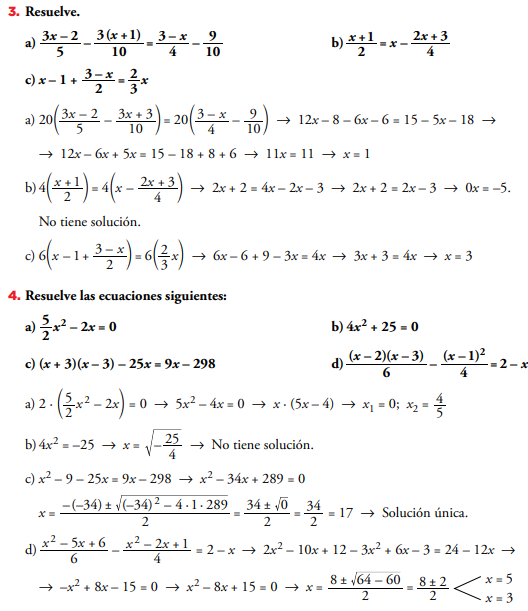 3. Resuelve.
a) (3x – 2)/5 – 3(x + 1)/10 = (3 – x)/4 – 9/10 b) (x + 1)/2 = x – (2x + 3)/4
c) x – 1 + (3 – x)/2 = (2/3)x
a) 20((3x – 2)/5 – (3x + 3)/10) = 20((3 – x)/4 – 9/10) → 12x – 8 – 6x – 6 = 15 – 5x – 18 →
→ 12x – 6x + 5x = 15 – 18 + 8 + 6 → 11x = 11 → x = 1
b) 4((x + 1)/2) = 4(x – (2x + 3)/4) → 2x + 2 = 4x – 2x – 3 → 2x + 2 = 2x – 3 → 0x = –5.
No tiene solución.
c) 6(x – 1 + (3 – x)/2) = 6((2/3)x) → 6x – 6 + 9 – 3x = 4x → 3x + 3 = 4x → x = 3
4. Resuelve las ecuaciones siguientes:
a) (5/2)x² – 2x = 0 b) 4x² + 25 = 0
c) (x + 3)(x – 3) – 25x = 9x – 298 d) (x – 2)(x – 3)/6 – (x – 1)²/4 = 2 – x
a) 2 · ((5/2)x² – 2x) = 0 → 5x² – 4x = 0 → x · (5x – 4) → x₁ = 0; x₂ = 4/5
b) 4x² = –25 → x = √(–25/4) → No tiene solución.
c) x² – 9 – 25x = 9x – 298 → x² – 34x + 289 = 0
x = (–(–34) ± √((–34)² – 4 · 1 · 289))/2 = (34 ± √0)/2 = 34/2 = 17 → Solución única.
d) (x² – 5x + 6)/6 – (x² – 2x + 1)/4 = 2 – x → 2x² – 10x + 12 – 3x² + 6x – 3 = 24 – 12x →
→ –x² + 8x – 15 = 0 → x² – 8x + 15 = 0 → x = (8 ± √(64 – 60))/2 = (8 ± 2)/2 x = 5
x = 3